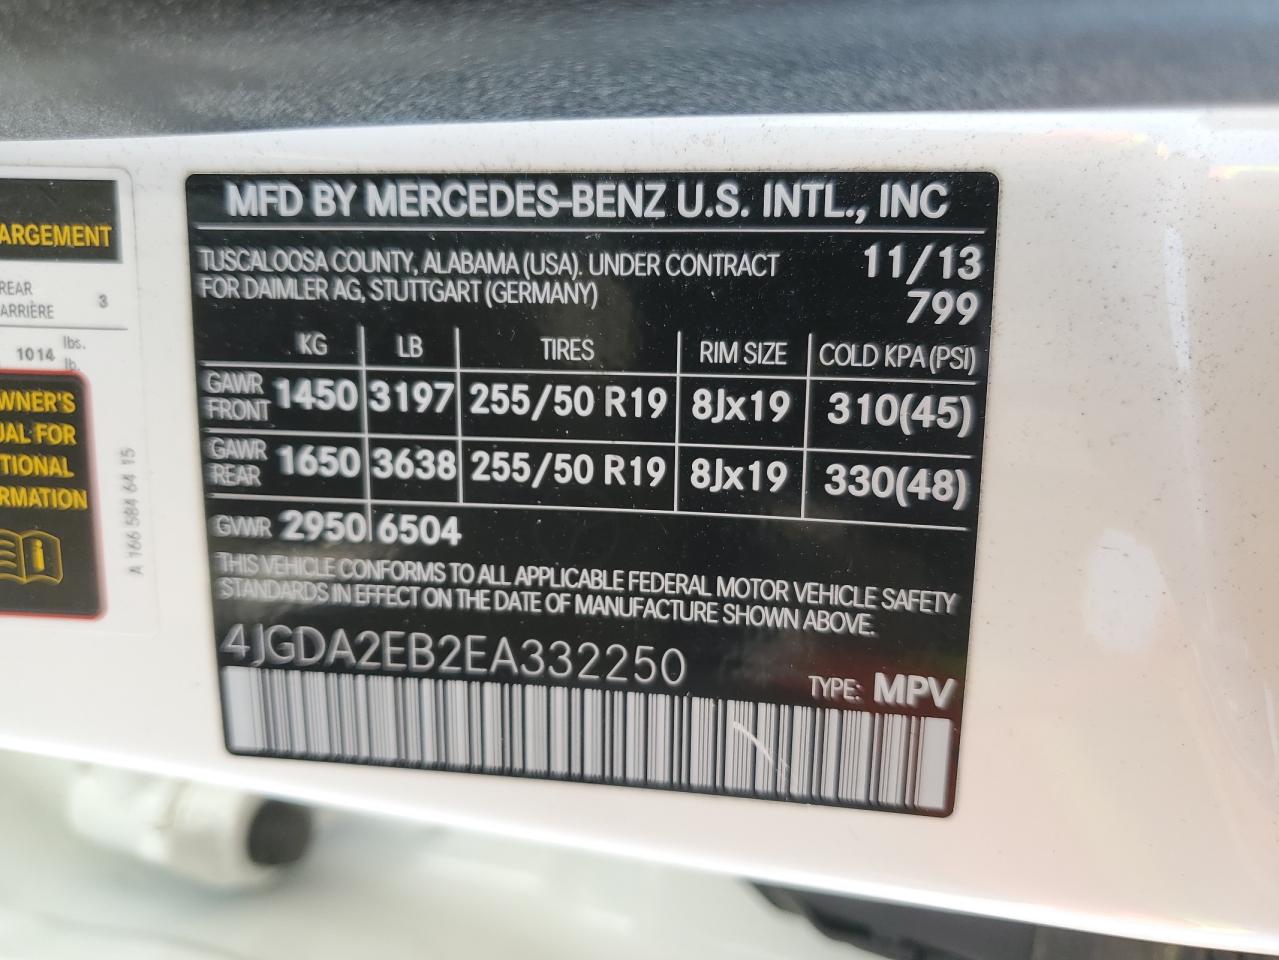 ARGEMENT
REAR
ARRIÈRE 3
1014 lbs.
lb.
WNER'S
UAL FOR
TIONAL
RMATION
A 166 584 64 15
MFD BY MERCEDES-BENZ U.S. INTL., INC
TUSCALOOSA COUNTY, ALABAMA (USA). UNDER CONTRACT 11/13
FOR DAIMLER AG, STUTTGART (GERMANY) 799
KG LB TIRES RIM SIZE COLD KPA (PSI)
GAWR FRONT 1450 3197 255/50 R19 8Jx19 310(45)
GAWR REAR 1650 3638 255/50 R19 8Jx19 330(48)
GVWR 2950 6504
THIS VEHICLE CONFORMS TO ALL APPLICABLE FEDERAL MOTOR VEHICLE SAFETY
STANDARDS IN EFFECT ON THE DATE OF MANUFACTURE SHOWN ABOVE.
4JGDA2EB2EA332250
TYPE: MPV